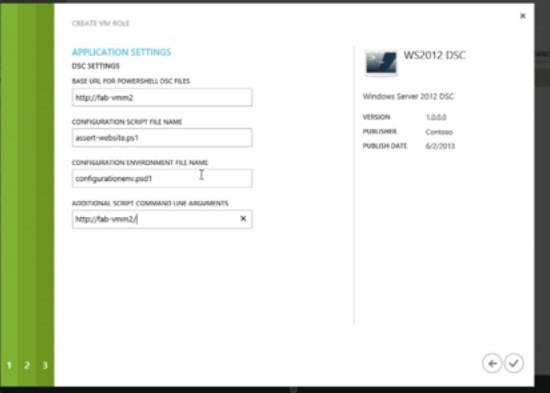 CREATE VM ROLE
APPLICATION SETTINGS
DSC SETTINGS
BASE URL FOR POWERSHELL DSC FILES
http://fab-vmm2
CONFIGURATION SCRIPT FILE NAME
assert-website.ps1
CONFIGURATION ENVIRONMENT FILE NAME
configurationenv.psd1
ADDITIONAL SCRIPT COMMAND LINE ARGUMENTS
http://fab-vmm2/
WS2012 DSC
Windows Server 2012 DSC
VERSION 1.0.0.0
PUBLISHER Contoso
PUBLISH DATE 6/2/2013
1 2 3